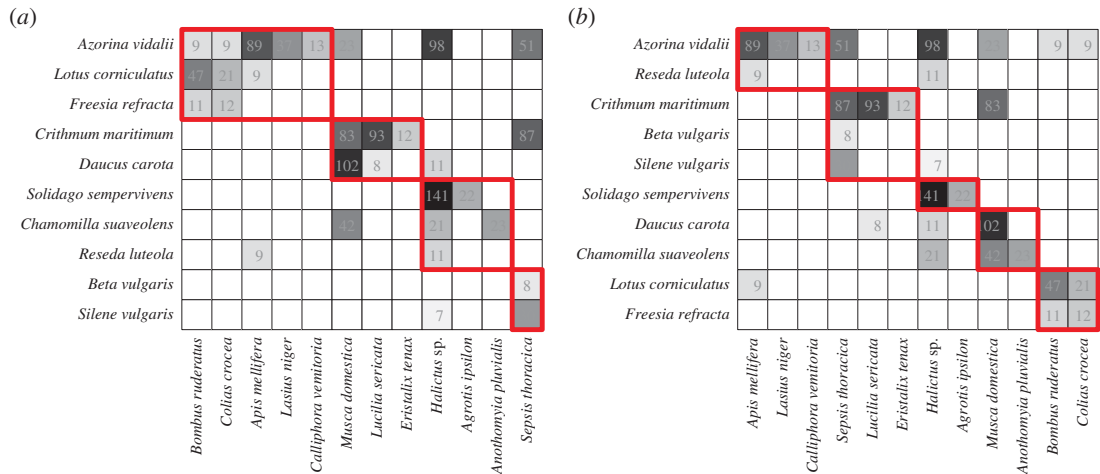 (a)
Azorina vidalii 9 9 89 37 13 23 98 51
Lotus corniculatus 47 21 9
Freesia refracta 11 12
Crithmum maritimum 83 93 12 87
Daucus carota 102 8 11
Solidago sempervivens 141 22
Chamomilla suaveolens 42 21 23
Reseda luteola 9 11
Beta vulgaris 8
Silene vulgaris 7
Bombus ruderatus
Colias crocea
Apis mellifera
Lasius niger
Calliphora vemitoria
Musca domestica
Lucilia sericata
Eristalix tenax
Halictus sp.
Agrotis ipsilon
Anothomyia pluvialis
Sepsis thoracica
(b)
Azorina vidalii 89 37 13 51 98 23 9 9
Reseda luteola 9 11
Crithmum maritimum 87 93 12 83
Beta vulgaris 8
Silene vulgaris 7
Solidago sempervivens 41 22
Daucus carota 8 11 02
Chamomilla suaveolens 21 42 23
Lotus corniculatus 9 47 21
Freesia refracta 11 12
Apis mellifera
Lasius niger
Calliphora vemitoria
Sepsis thoracica
Lucilia sericata
Eristalix tenax
Halictus sp.
Agrotis ipsilon
Musca domestica
Anothomyia pluvialis
Bombus ruderatus
Colias crocea